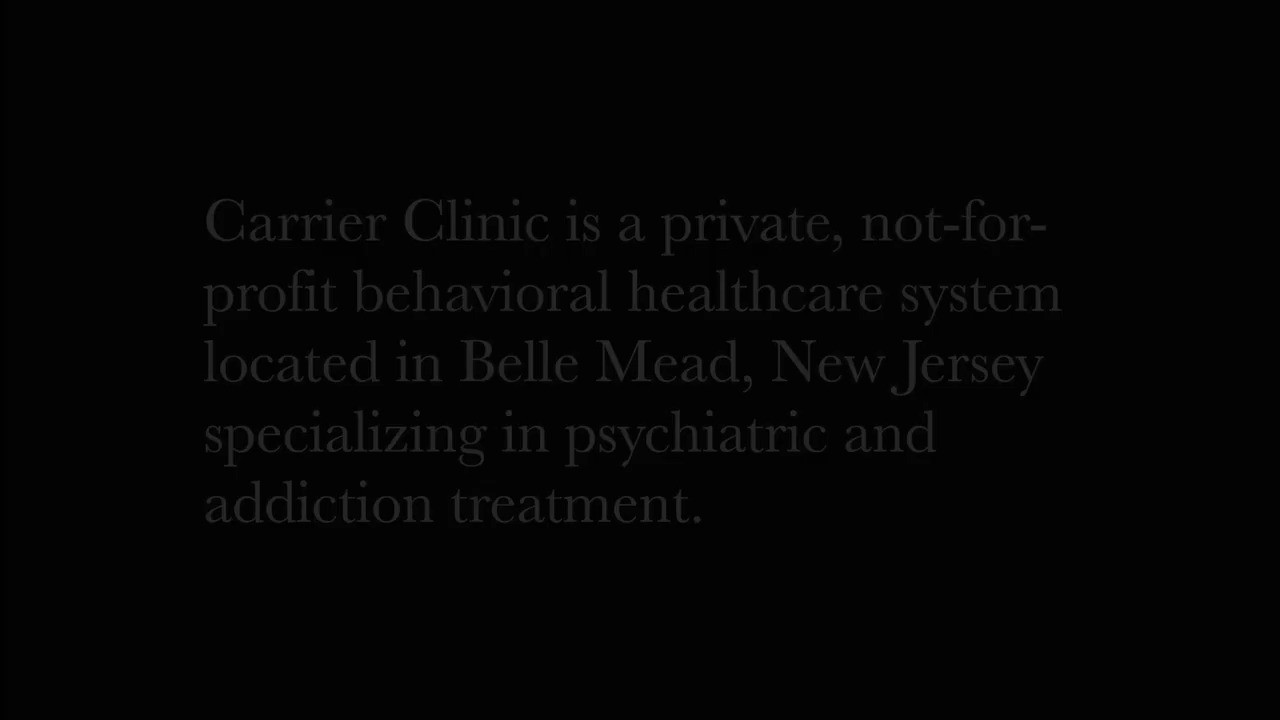 Carrier Clinic is a private, not-for-
profit behavioral healthcare system
located in Belle Mead, New Jersey
specializing in psychiatric and
addiction treatment.